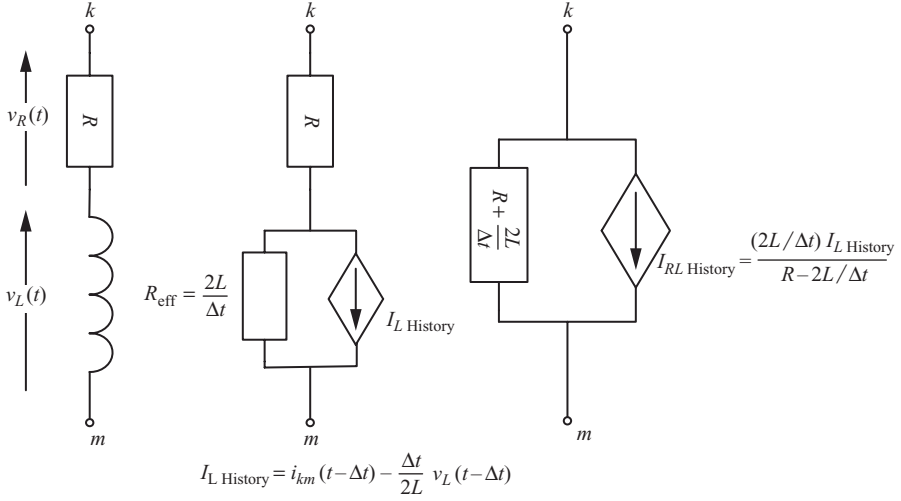 k
k
k
v_R(t)
R
R
R + 2L/Δt
v_L(t)
R_eff = 2L/Δt
I_L History
I_RL History = (2L/Δt) I_L History / R−2L/Δt
m
m
m
I_L History = i_km (t−Δt) − Δt/2L v_L (t−Δt)